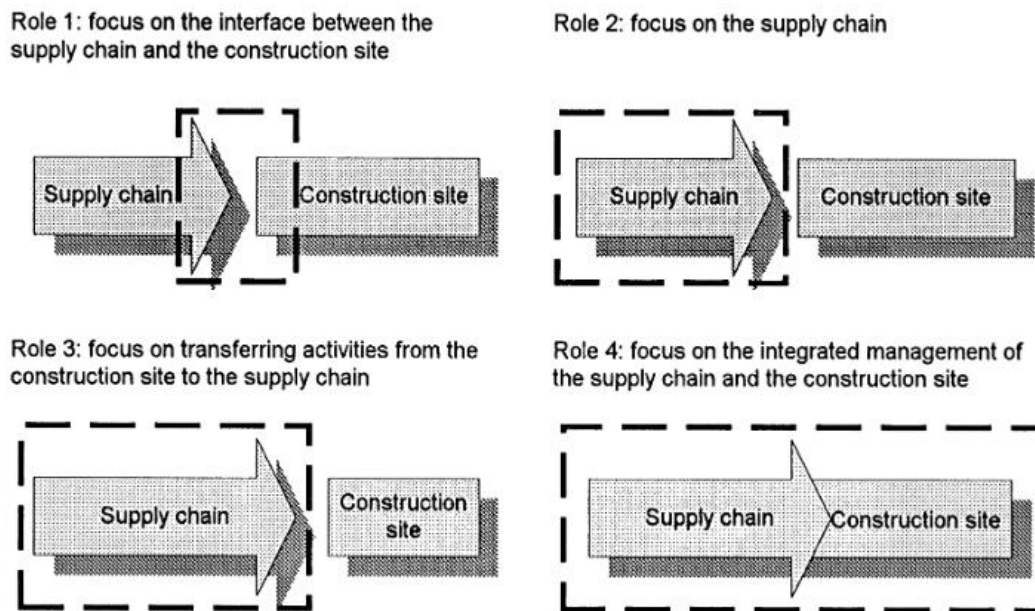 Role 1: focus on the interface between the
supply chain and the construction site
Supply chain
Construction site
Role 2: focus on the supply chain
Supply chain
Construction site
Role 3: focus on transferring activities from the
construction site to the supply chain
Supply chain
Construction
site
Role 4: focus on the integrated management of
the supply chain and the construction site
Supply chain
Construction site